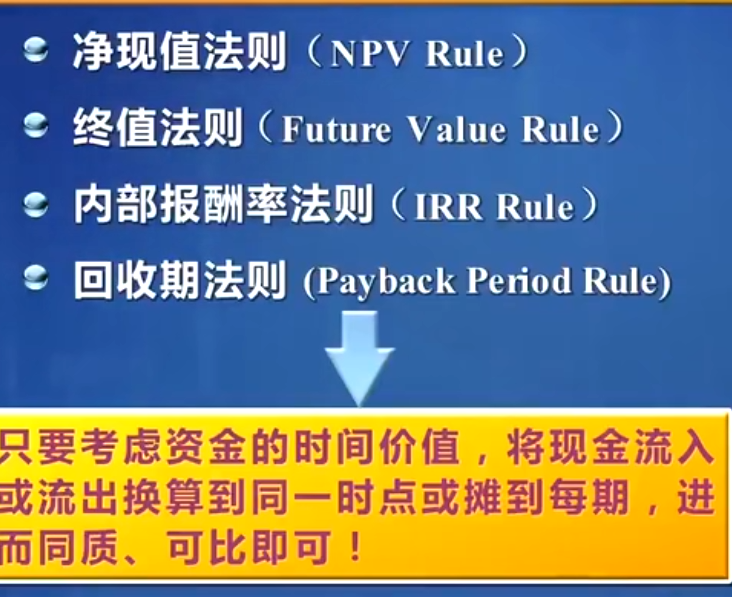 净现值法则（NPV Rule）
终值法则（Future Value Rule）
内部报酬率法则（IRR Rule）
回收期法则 (Payback Period Rule)
只要考虑资金的时间价值，将现金流入
或流出换算到同一时点或摊到每期，进
而同质、可比即可！